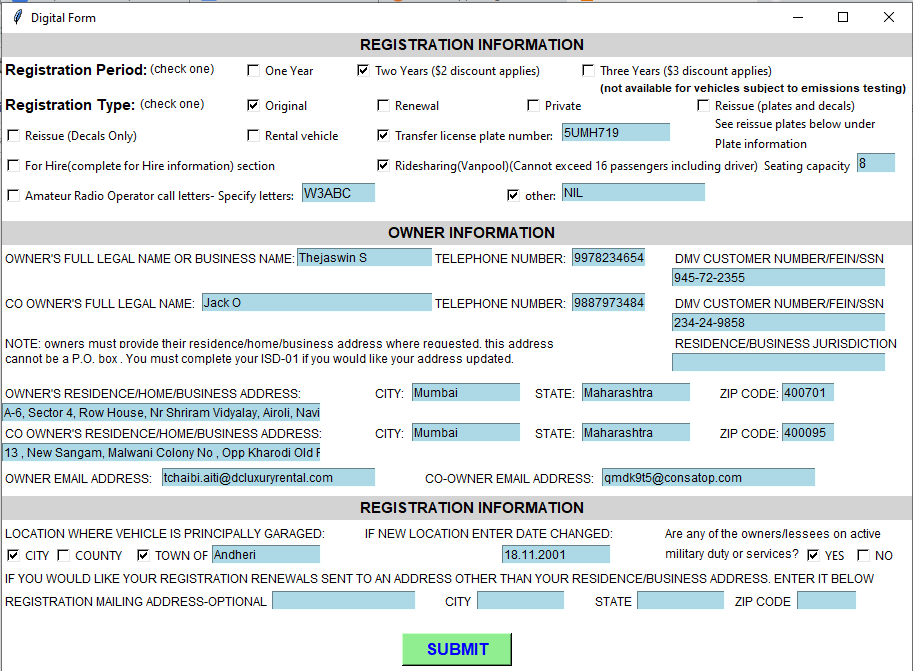 Digital Form
REGISTRATION INFORMATION
Registration Period: (check one) One Year Two Years ($2 discount applies) Three Years ($3 discount applies)
(not available for vehicles subject to emissions testing)
Registration Type: (check one) Original Renewal Private Reissue (plates and decals)
See reissue plates below under
Reissue (Decals Only) Rental vehicle Transfer license plate number: 5UMH719
Plate information
For Hire(complete for Hire information) section Ridesharing(Vanpool)(Cannot exceed 16 passengers including driver) Seating capacity 8
Amateur Radio Operator call letters- Specify letters: W3ABC other: NIL
OWNER INFORMATION
OWNER'S FULL LEGAL NAME OR BUSINESS NAME: Thejaswin S TELEPHONE NUMBER: 9978234654 DMV CUSTOMER NUMBER/FEIN/SSN
945-72-2355
CO OWNER'S FULL LEGAL NAME: Jack O TELEPHONE NUMBER: 9887973484 DMV CUSTOMER NUMBER/FEIN/SSN
234-24-9858
NOTE: owners must provide their residence/home/business address where requested. this address RESIDENCE/BUSINESS JURISDICTION
cannot be a P.O. box . You must complete your ISD-01 if you would like your address updated.
OWNER'S RESIDENCE/HOME/BUSINESS ADDRESS: CITY: Mumbai STATE: Maharashtra ZIP CODE: 400701
A-6, Sector 4, Row House, Nr Shriram Vidyalay, Airoli, Navi
CO OWNER'S RESIDENCE/HOME/BUSINESS ADDRESS: CITY: Mumbai STATE: Maharashtra ZIP CODE: 400095
13 , New Sangam, Malwani Colony No , Opp Kharodi Old
OWNER EMAIL ADDRESS: tchaibi.aiti@dcluxuryrental.com CO-OWNER EMAIL ADDRESS: qmdk9t5@consatop.com
REGISTRATION INFORMATION
LOCATION WHERE VEHICLE IS PRINCIPALLY GARAGED: IF NEW LOCATION ENTER DATE CHANGED: Are any of the owners/lessees on active
CITY COUNTY TOWN OF Andheri 18.11.2001 military duty or services? YES NO
IF YOU WOULD LIKE YOUR REGISTRATION RENEWALS SENT TO AN ADDRESS OTHER THAN YOUR RESIDENCE/BUSINESS ADDRESS. ENTER IT BELOW
REGISTRATION MAILING ADDRESS-OPTIONAL CITY STATE ZIP CODE
SUBMIT